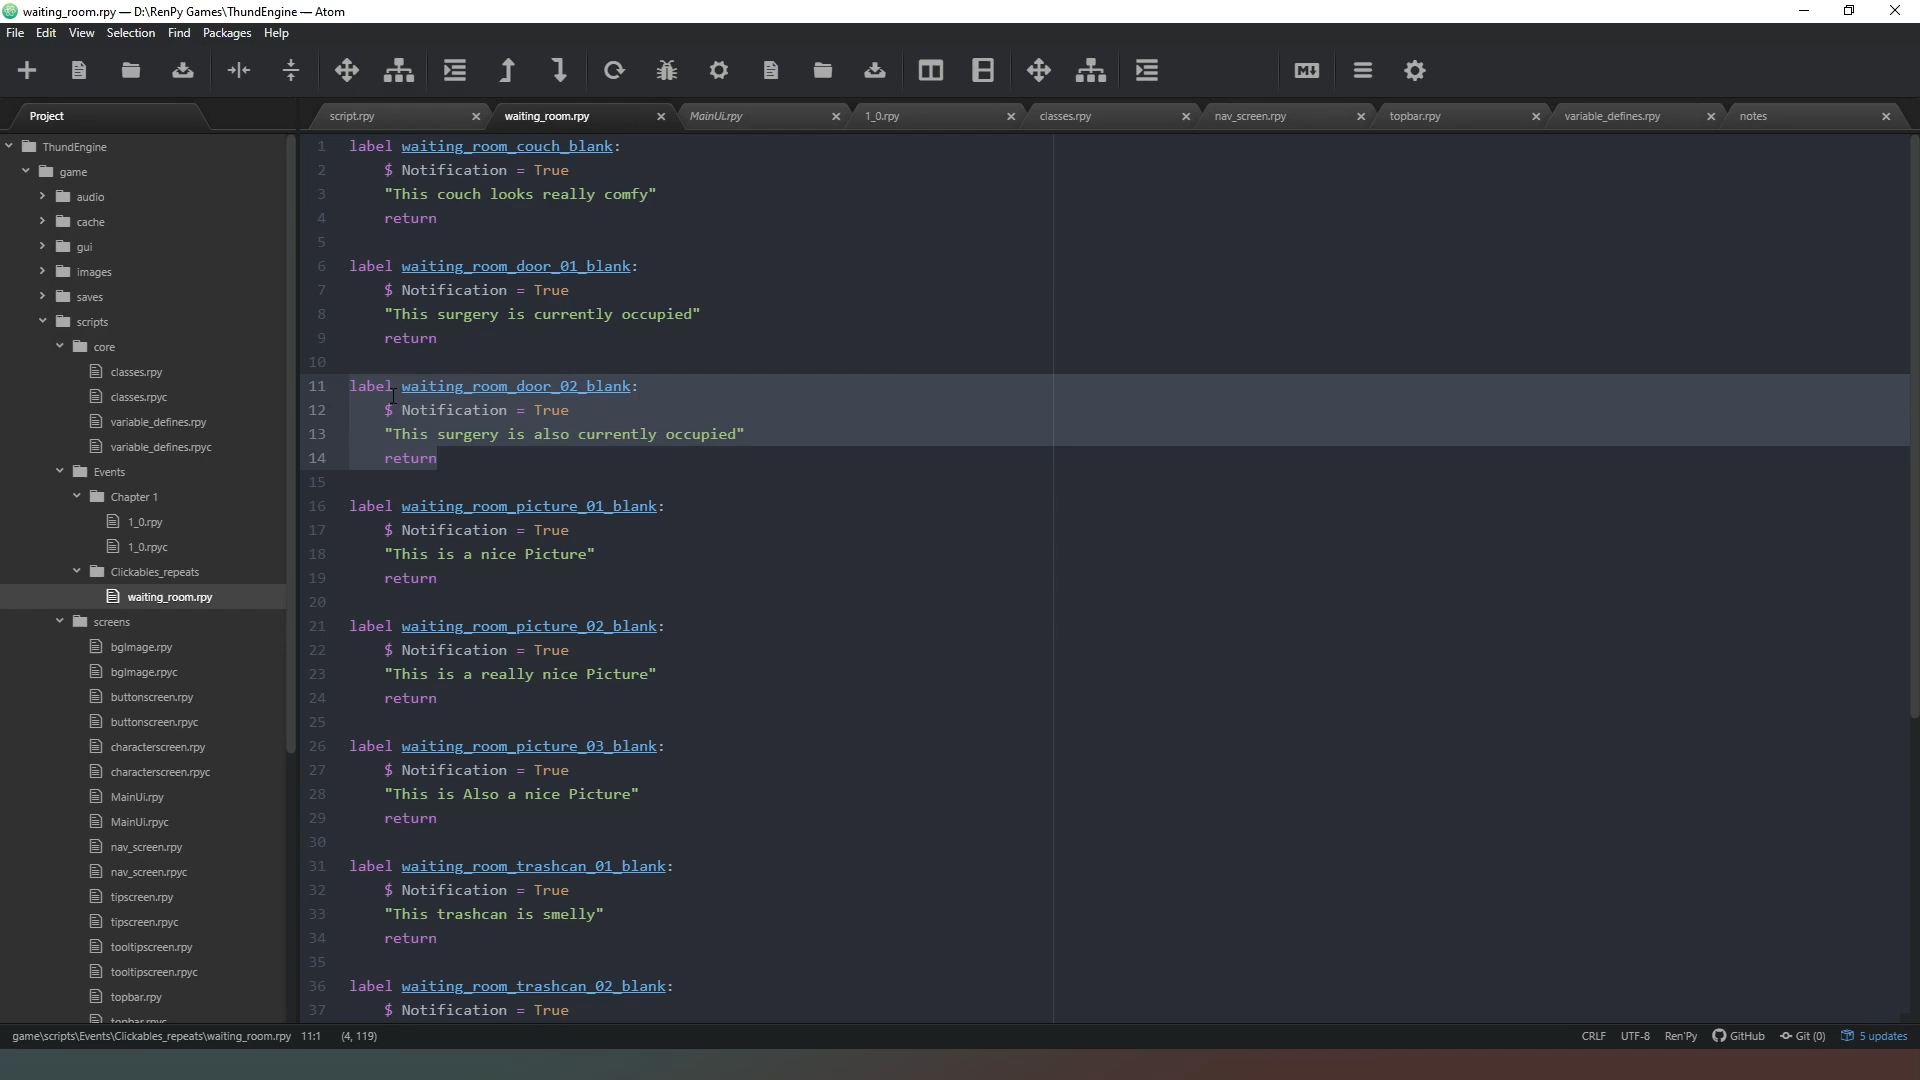 waiting_room.rpy — D:\RenPy Games\ThundEngine — Atom
File Edit View Selection Find Packages Help
Project
script.rpy
waiting_room.rpy
MainUi.rpy
1_0.rpy
classes.rpy
nav_screen.rpy
topbar.rpy
variable_defines.rpy
notes
ThundEngine
game
audio
cache
gui
images
saves
scripts
core
classes.rpy
classes.rpyc
variable_defines.rpy
variable_defines.rpyc
Events
Chapter 1
1_0.rpy
1_0.rpyc
Clickables_repeats
waiting_room.rpy
screens
bgImage.rpy
bgImage.rpyc
buttonscreen.rpy
buttonscreen.rpyc
characterscreen.rpy
characterscreen.rpyc
MainUi.rpy
MainUi.rpyc
nav_screen.rpy
nav_screen.rpyc
tipscreen.rpy
tipscreen.rpyc
tooltipscreen.rpy
tooltipscreen.rpyc
topbar.rpy
topbar.rpyc
1 label waiting_room_couch_blank:
2 $ Notification = True
3 "This couch looks really comfy"
4 return
5
6 label waiting_room_door_01_blank:
7 $ Notification = True
8 "This surgery is currently occupied"
9 return
10
11 label waiting_room_door_02_blank:
12 $ Notification = True
13 "This surgery is also currently occupied"
14 return
15
16 label waiting_room_picture_01_blank:
17 $ Notification = True
18 "This is a nice Picture"
19 return
20
21 label waiting_room_picture_02_blank:
22 $ Notification = True
23 "This is a really nice Picture"
24 return
25
26 label waiting_room_picture_03_blank:
27 $ Notification = True
28 "This is Also a nice Picture"
29 return
30
31 label waiting_room_trashcan_01_blank:
32 $ Notification = True
33 "This trashcan is smelly"
34 return
35
36 label waiting_room_trashcan_02_blank:
37 $ Notification = True
game\scripts\Events\Clickables_repeats\waiting_room.rpy 11:1 (4, 119)
CRLF UTF-8 Ren'Py GitHub Git (0) 5 updates